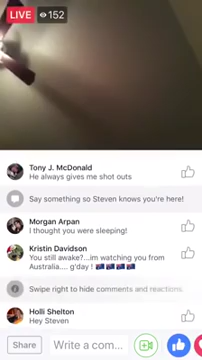 LIVE 152
Tony J. McDonald
He always gives me shot outs
Say something so Steven knows you're here!
Morgan Arpan
I thought you were sleeping!
Kristin Davidson
You still awake?...im watching you from
Australia.... g'day ! 🇦🇺🇦🇺🇦🇺🇦🇺
Swipe right to hide comments and reactions.
Holli Shelton
Hey Steven
Share
Write a com...